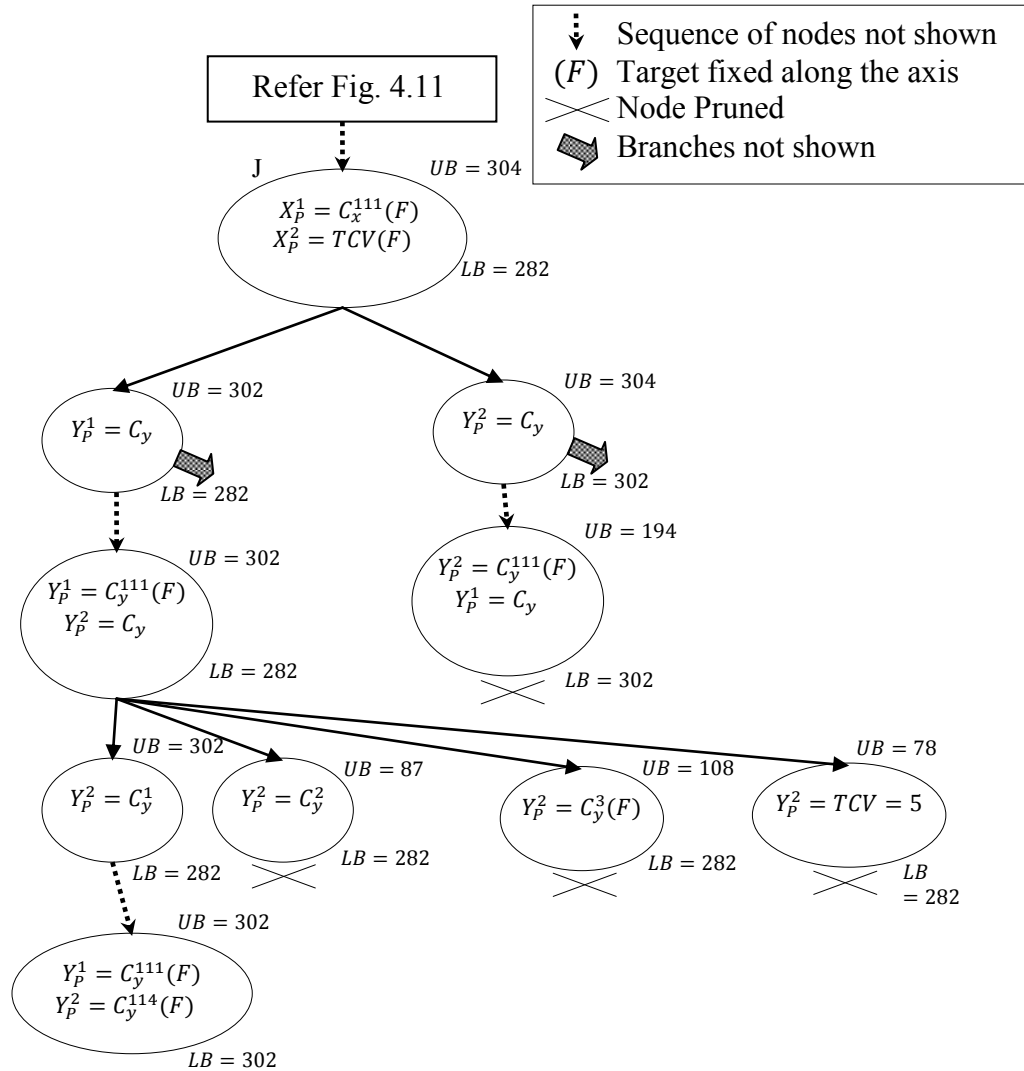 Sequence of nodes not shown
(F) Target fixed along the axis
Node Pruned
Branches not shown
Refer Fig. 4.11
J
UB = 304
X_P^1 = C_x^{111}(F)
X_P^2 = TCV(F)
LB = 282
UB = 302
Y_P^1 = C_y
LB = 282
UB = 304
Y_P^2 = C_y
LB = 302
UB = 302
Y_P^1 = C_y^{111}(F)
Y_P^2 = C_y
LB = 282
UB = 194
Y_P^2 = C_y^{111}(F)
Y_P^1 = C_y
LB = 302
UB = 302
Y_P^2 = C_y^1
LB = 282
UB = 87
Y_P^2 = C_y^2
LB = 282
UB = 108
Y_P^2 = C_y^3(F)
LB = 282
UB = 78
Y_P^2 = TCV = 5
LB
= 282
UB = 302
Y_P^1 = C_y^{111}(F)
Y_P^2 = C_y^{114}(F)
LB = 302